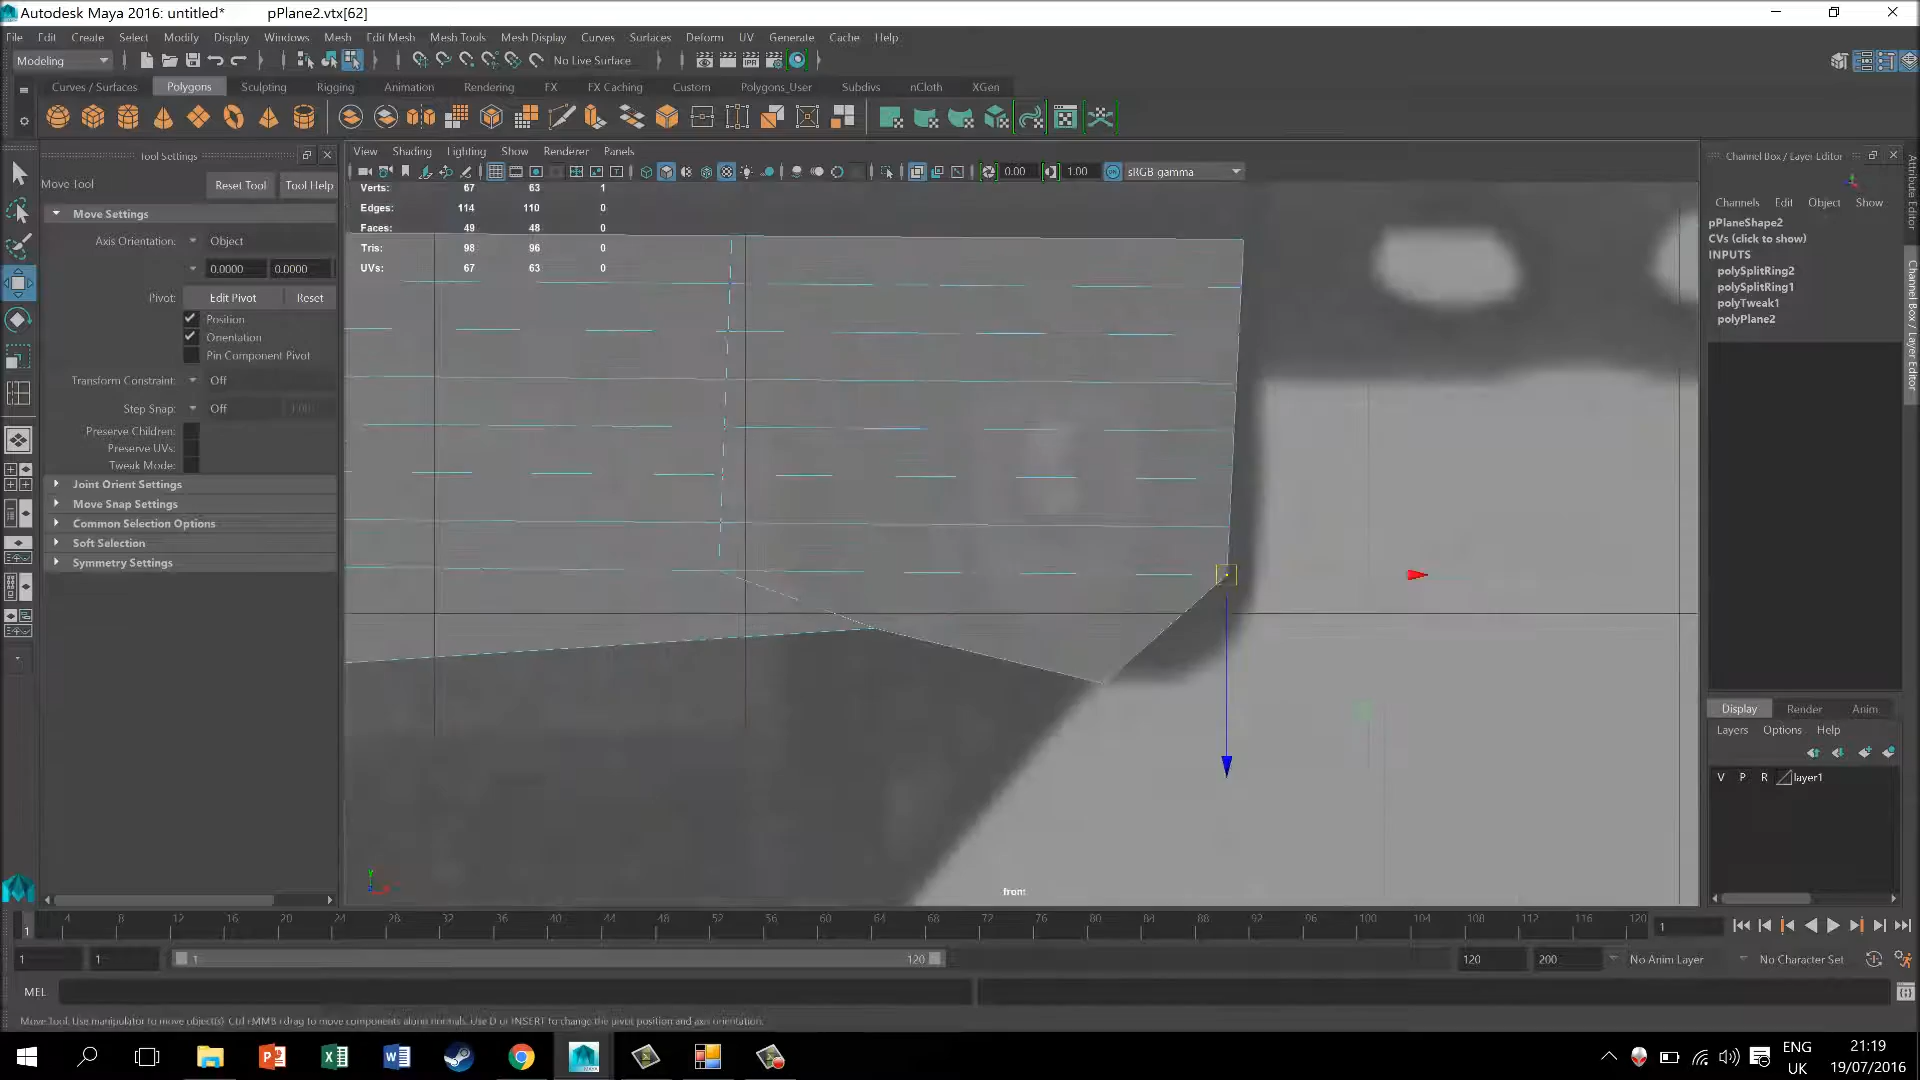 Autodesk Maya 2016: untitled* pPlane2.vtx[62]
File Edit Create Select Modify Display Windows Mesh Edit Mesh Mesh Tools Mesh Display Curves Surfaces Deform UV Generate Cache Help
Modeling No Live Surface
Curves / Surfaces Polygons Sculpting Rigging Animation Rendering FX FX Caching Custom Polygons_User Subdivs nCloth XGen
Tool Settings
Move Tool Reset Tool Tool Help
Move Settings
Axis Orientation: Object
0.0000 0.0000
Pivot: Edit Pivot Reset
Position
Orientation
Pin Component Pivot
Transform Constraint: Off
Step Snap: Off 1.00
Preserve Children:
Preserve UVs:
Tweak Mode:
Joint Orient Settings
Move Snap Settings
Common Selection Options
Soft Selection
Symmetry Settings
View Shading Lighting Show Renderer Panels
0.00 1.00 sRGB gamma
Verts: 67 63 1
Edges: 114 110 0
Faces: 49 48 0
Tris: 98 96 0
UVs: 67 63 0
front
Channel Box / Layer Editor
Channels Edit Object Show
pPlaneShape2
CVs (click to show)
INPUTS
polySplitRing2
polySplitRing1
polyTweak1
polyPlane2
Attribute Editor
Channel Box / Layer Editor
Display Render Anim
Layers Options Help
V P R layer1
4 8 12 16 20 24 28 32 36 40 44 48 52 56 60 64 68 72 76 80 84 88 92 96 100 104 108 112 116 120
1 1
1 1 1 120 120 200 No Anim Layer No Character Set
MEL
Move Tool: Use manipulator to move object(s). Ctrl+MMB+drag to move components along normals. Use D or INSERT to change the pivot position and axis orientation.
ENG 21:19
UK 19/07/2016